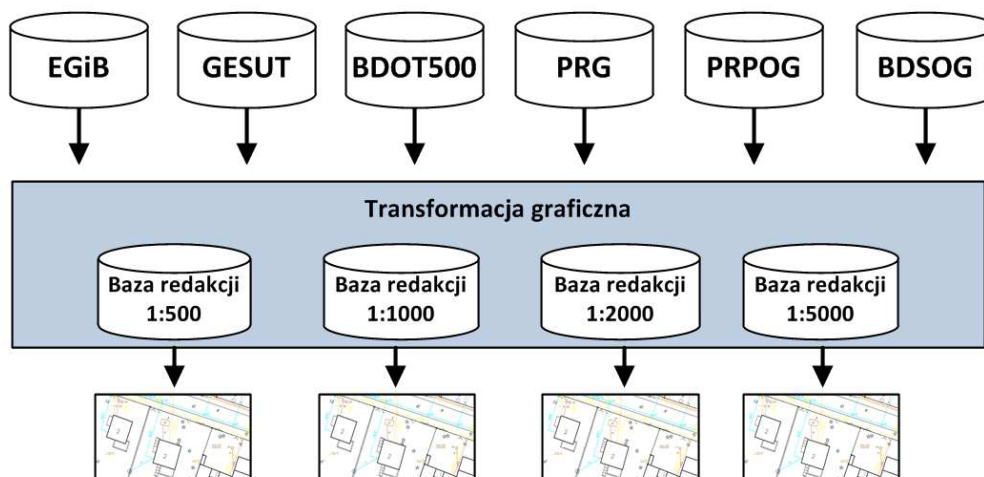 EGiB GESUT BDOT500 PRG PRPOG BDSOG
Transformacja graficzna
Baza redakcji 1:500
Baza redakcji 1:1000
Baza redakcji 1:2000
Baza redakcji 1:5000